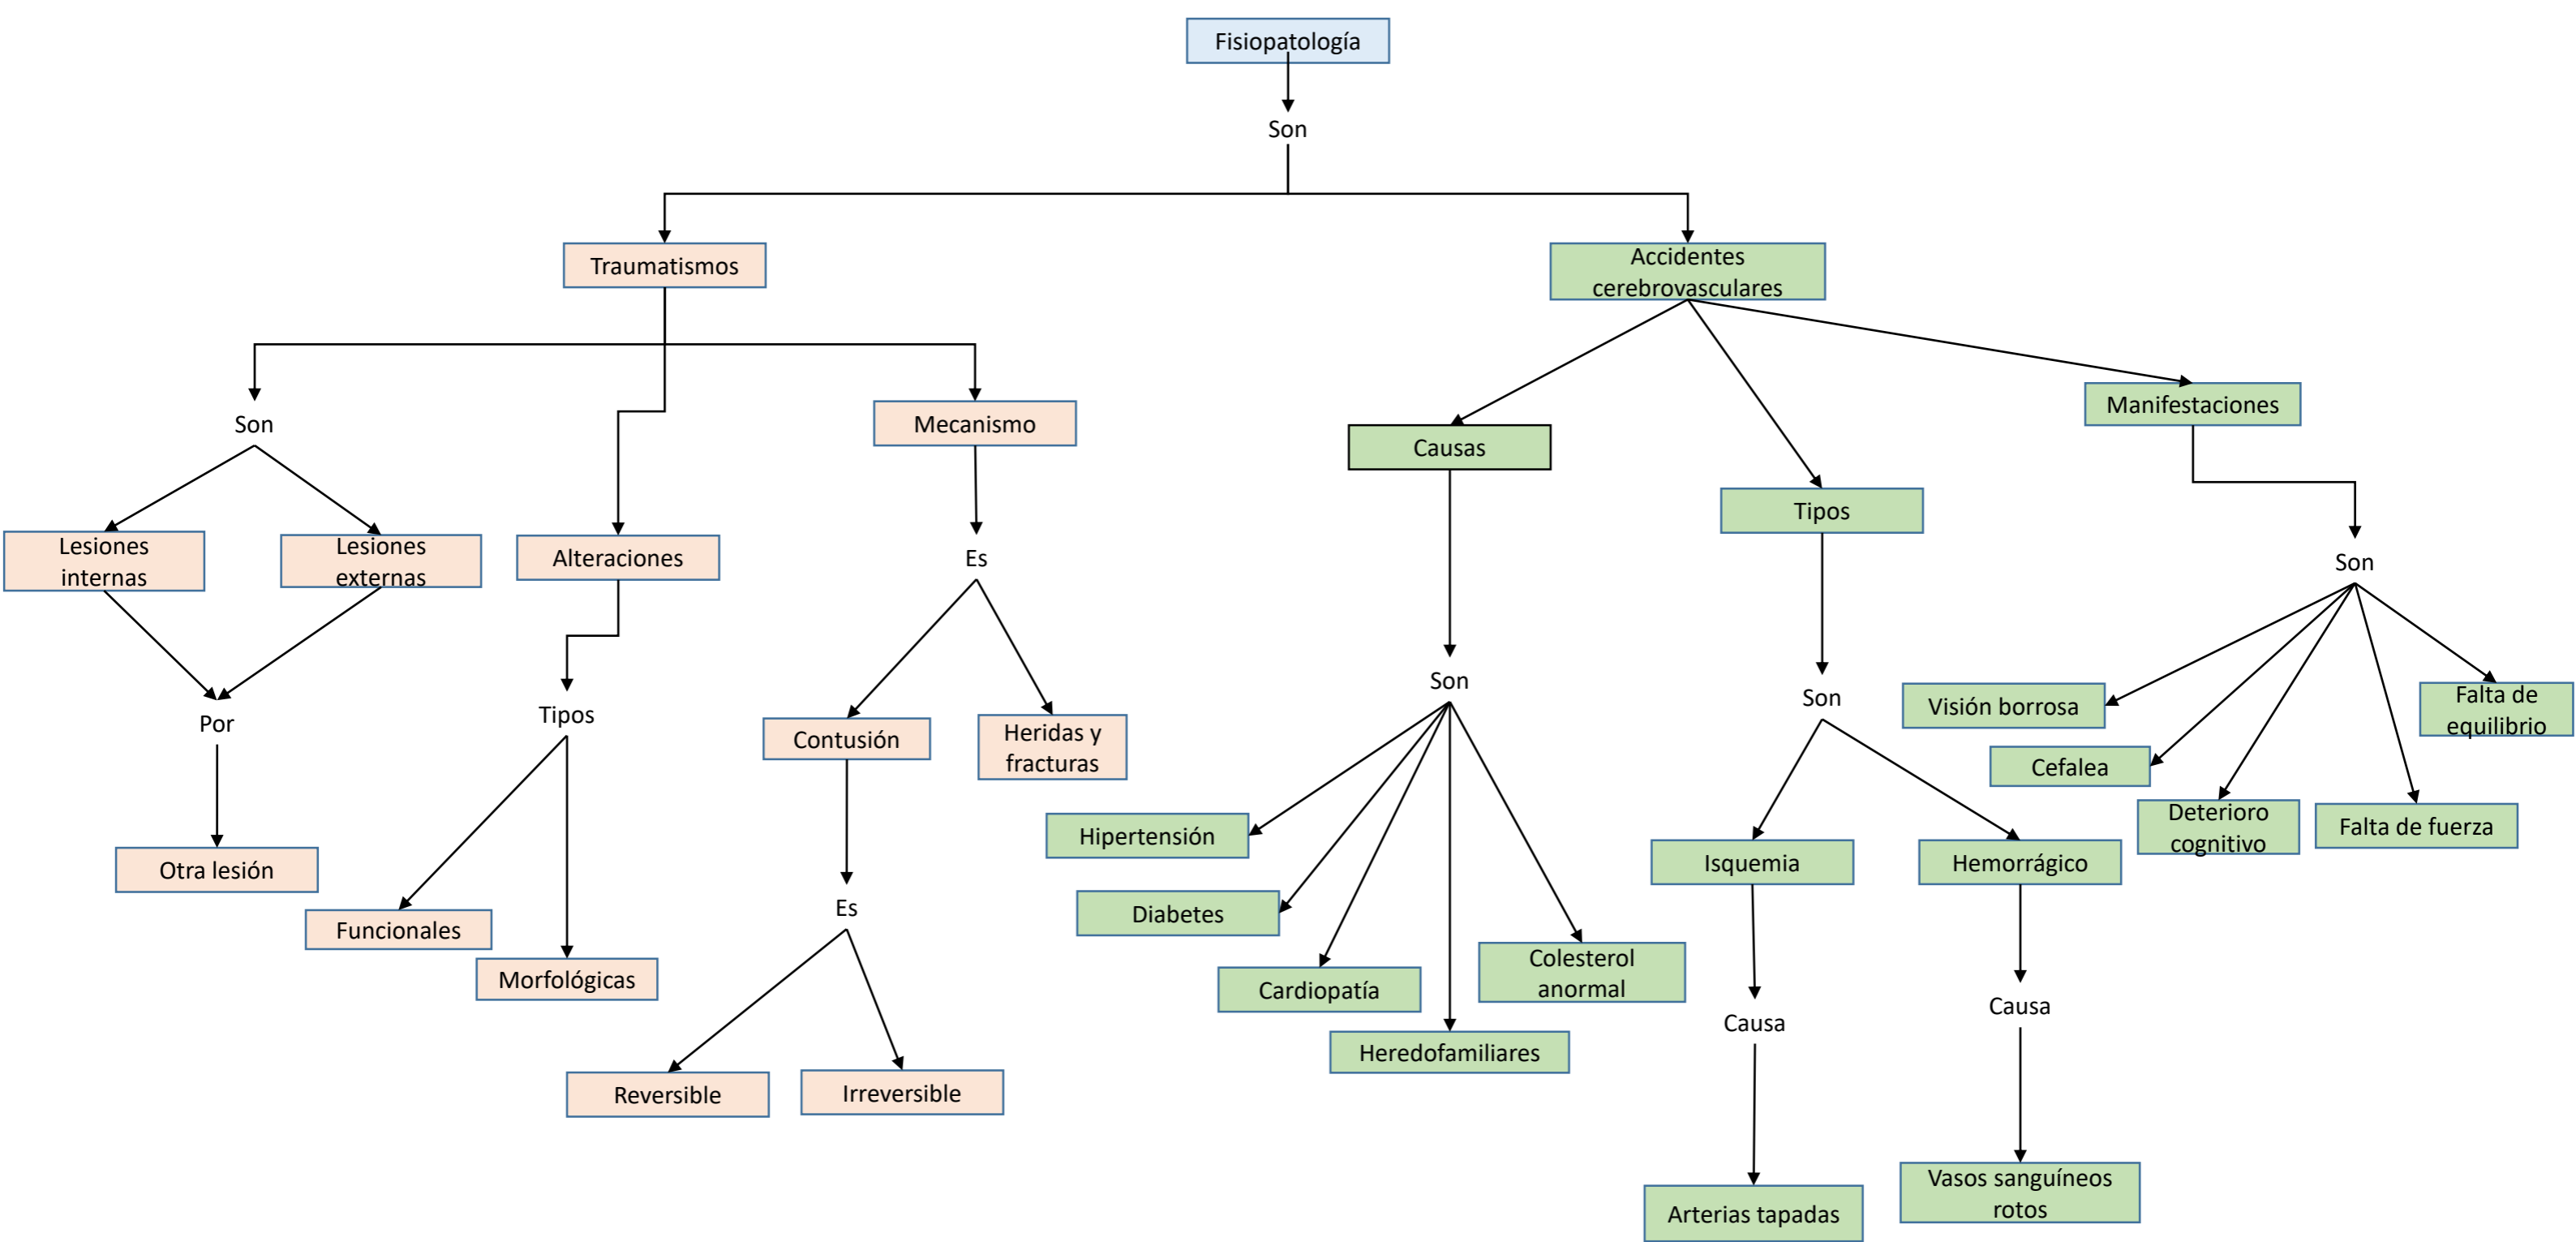 Fisiopatología
Son
Traumatismos
Accidentes
cerebrovasculares
Son
Mecanismo
Causas
Manifestaciones
Tipos
Lesiones
internas
Lesiones
externas
Alteraciones
Es
Son
Por
Tipos
Contusión
Heridas y
fracturas
Son
Son
Visión borrosa
Falta de
equilibrio
Cefalea
Deterioro
cognitivo
Falta de fuerza
Otra lesión
Funcionales
Morfológicas
Es
Hipertensión
Diabetes
Cardiopatía
Colesterol
anormal
Heredofamiliares
Isquemia
Hemorrágico
Causa
Causa
Reversible
Irreversible
Arterias tapadas
Vasos sanguíneos
rotos